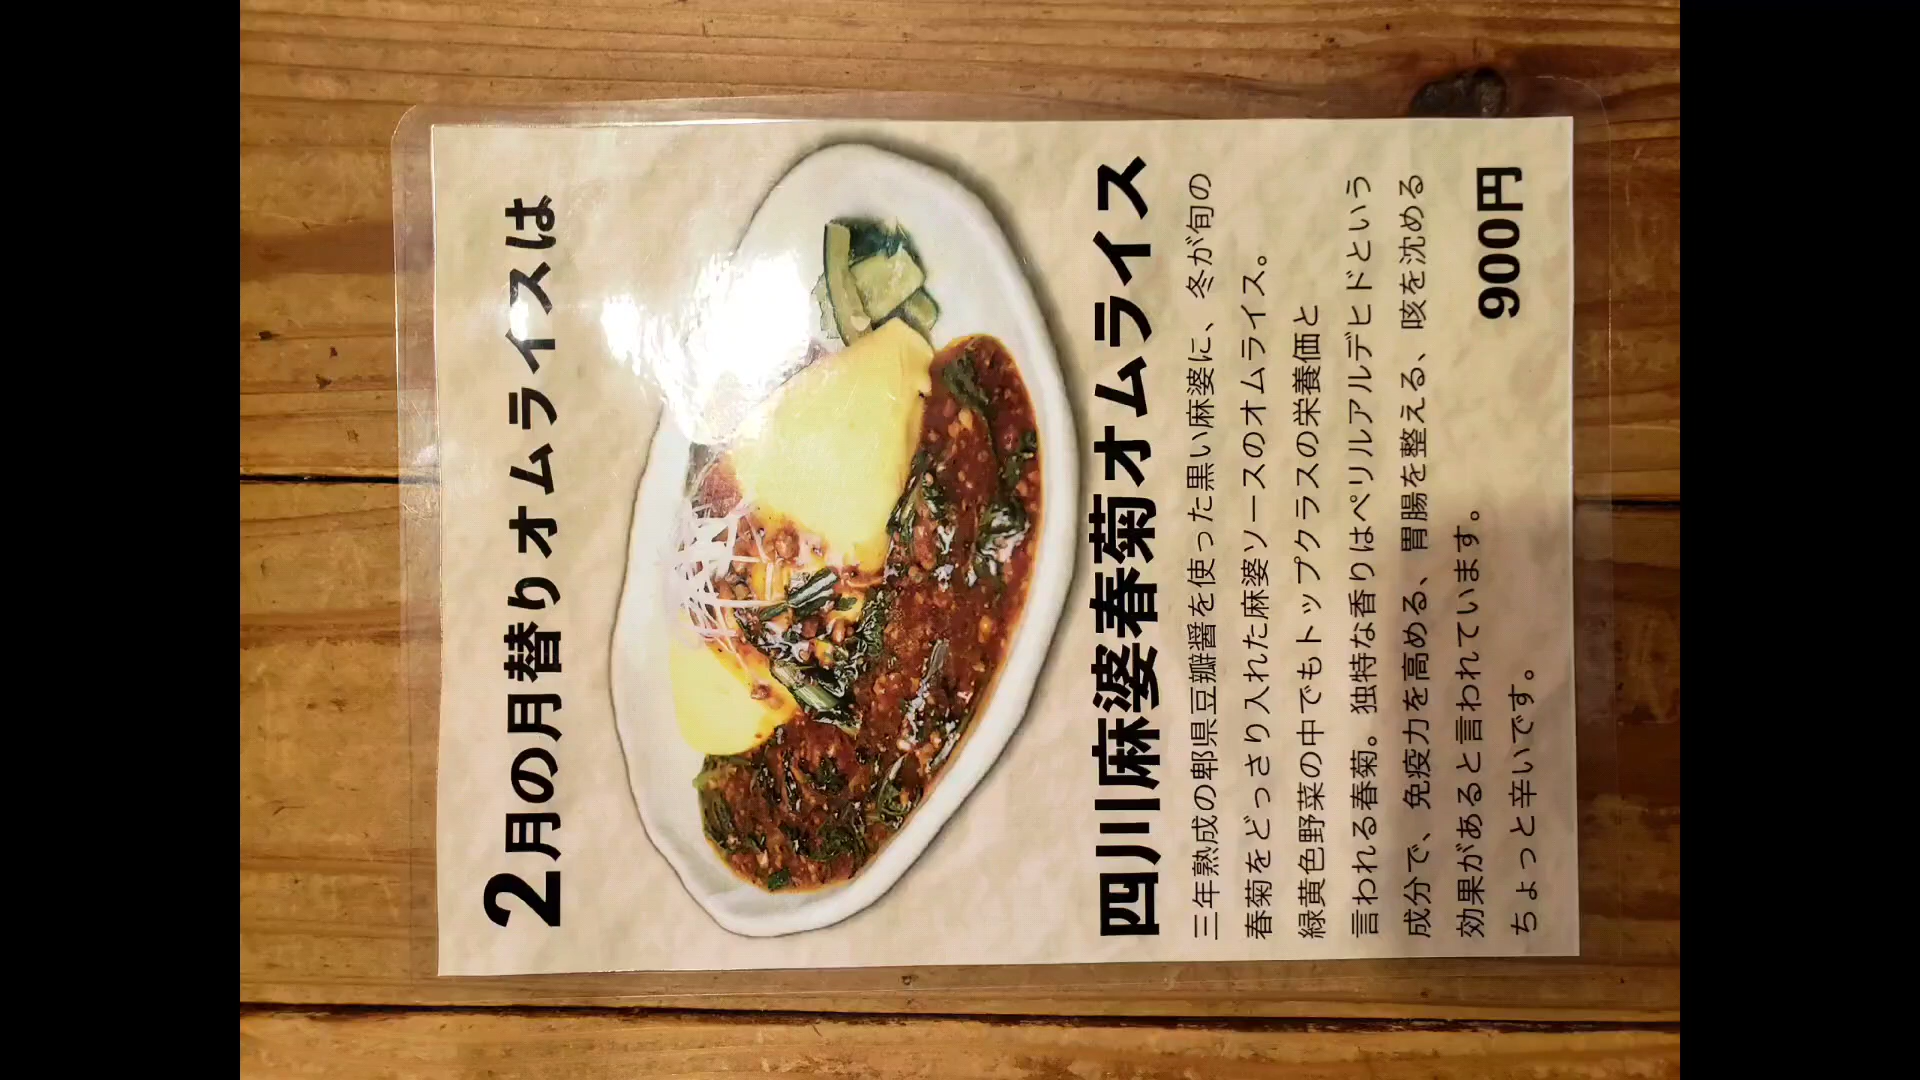 2月の月替りオムライスは
四川麻婆春菊オムライス
三年熟成の郫県豆瓣醤を使った黒い麻婆に、冬が旬の
春菊をどっさり入れた麻婆ソースのオムライス。
緑黄色野菜の中でもトップクラスの栄養価と
言われる春菊。独特な香りはペリルアルデヒドという
成分で、免疫力を高める、胃腸を整える、咳を沈める
効果があると言われています。
ちょっと辛いです。
900円